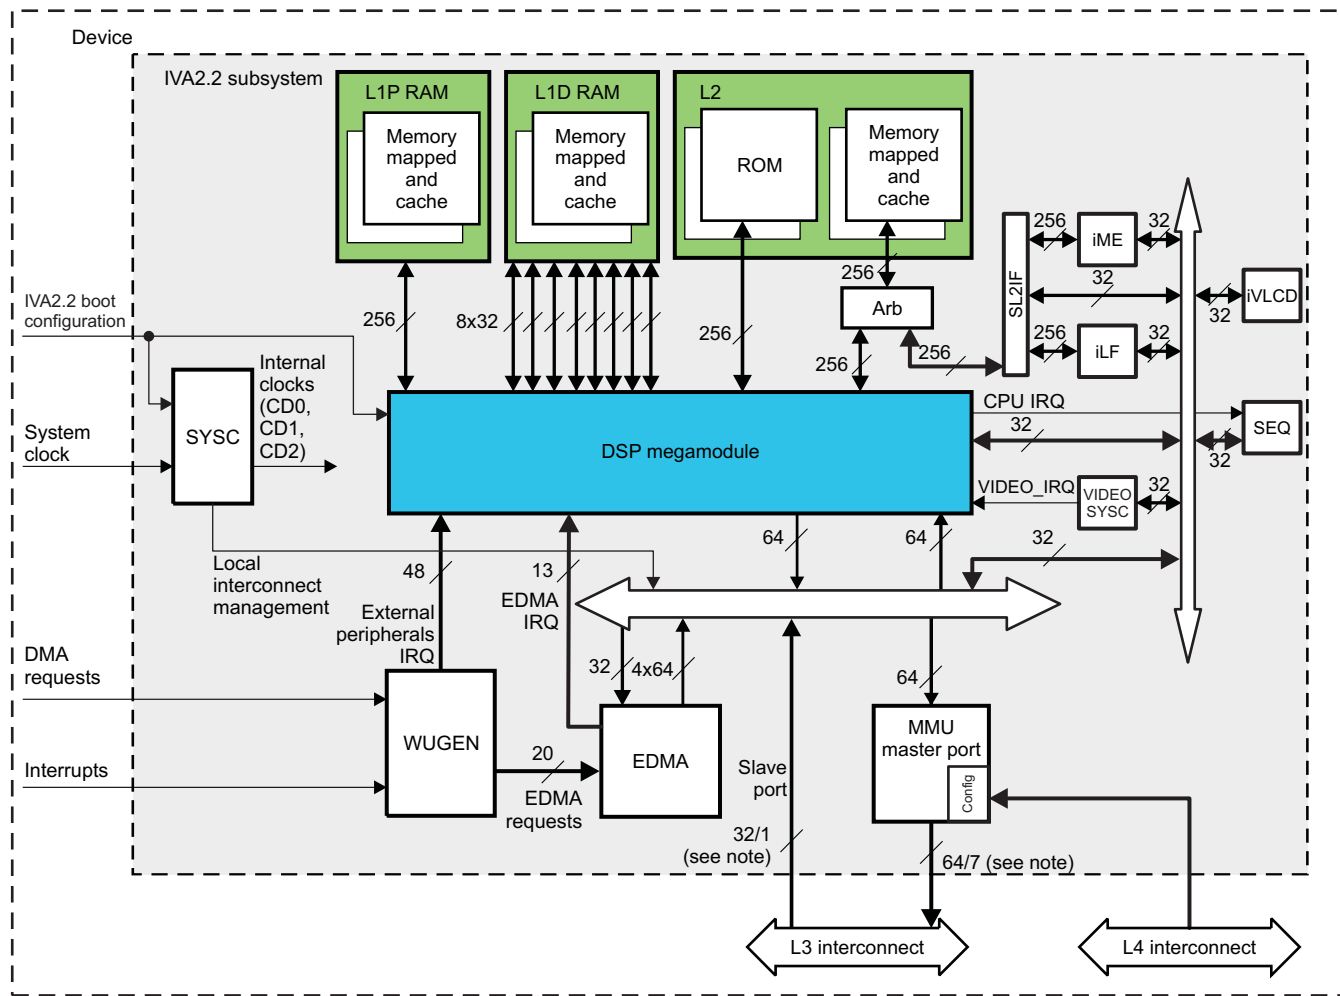 Device
IVA2.2 subsystem
L1P RAM
Memory
mapped
and
cache
L1D RAM
Memory
mapped
and
cache
L2
ROM
Memory
mapped
and
cache
256
8x32
256
256
Arb
256
256
SL2IF
256
iME
32
32
256
iLF
32
iVLCD
32
IVA2.2 boot
configuration
Internal
clocks
(CD0,
CD1,
CD2)
SYSC
System
clock
DSP megamodule
CPU IRQ
32
SEQ
32
VIDEO_IRQ
VIDEO
SYSC
32
Local
interconnect
management
48
External
peripherals
IRQ
13
EDMA
IRQ
64
64
32
32
4x64
64
DMA
requests
Interrupts
WUGEN
20
EDMA
requests
EDMA
Slave
port
MMU
master port
Config
32/1
(see note)
64/7 (see note)
L3 interconnect
L4 interconnect